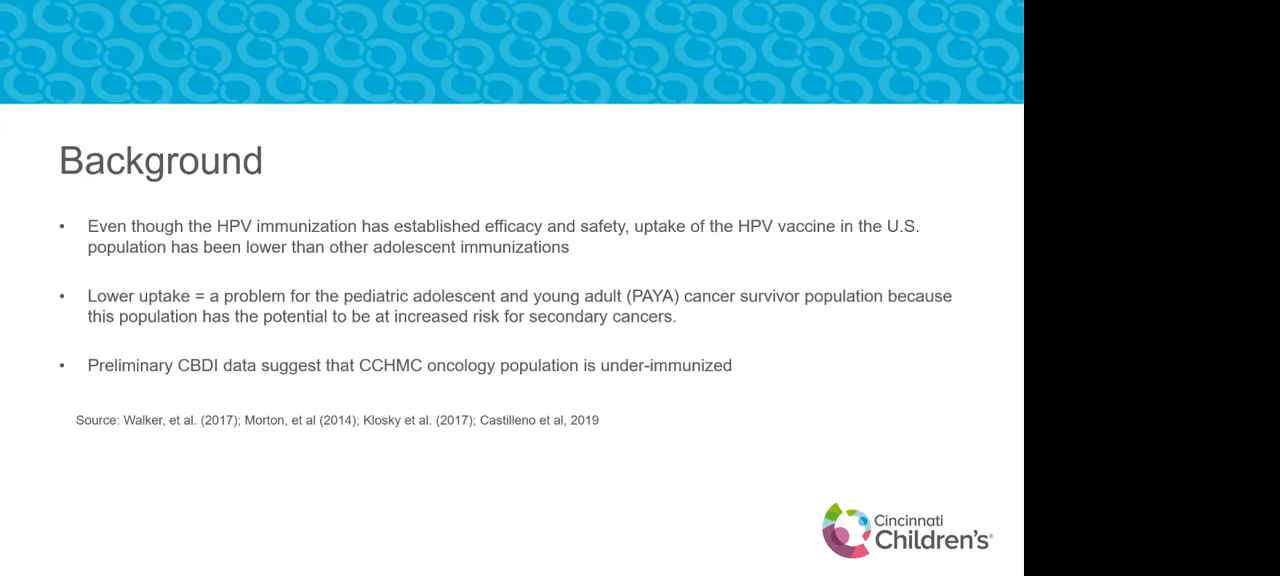 Background
• Even though the HPV immunization has established efficacy and safety, uptake of the HPV vaccine in the U.S.
population has been lower than other adolescent immunizations
• Lower uptake = a problem for the pediatric adolescent and young adult (PAYA) cancer survivor population because
this population has the potential to be at increased risk for secondary cancers.
• Preliminary CBDI data suggest that CCHMC oncology population is under-immunized
Source: Walker, et al. (2017); Morton, et al (2014); Klosky et al. (2017); Castilleno et al, 2019
Cincinnati
Children's®